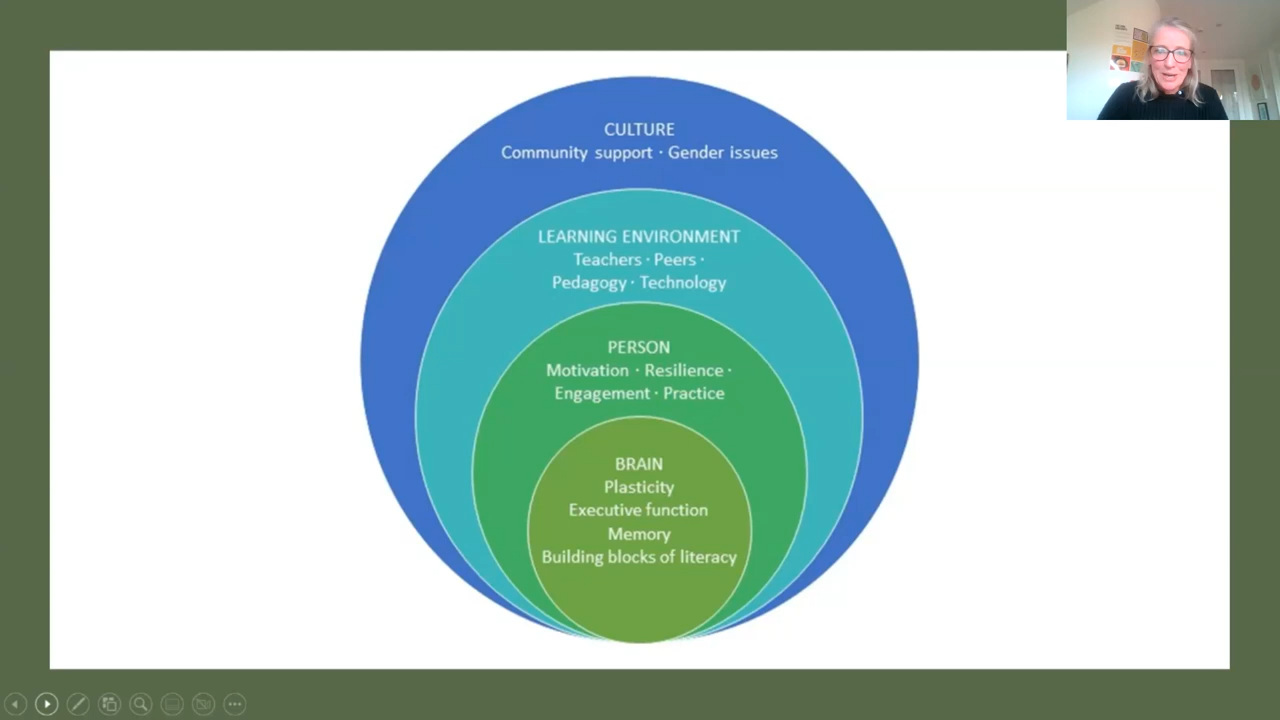 CULTURE
Community support · Gender issues
LEARNING ENVIRONMENT
Teachers · Peers ·
Pedagogy · Technology
PERSON
Motivation · Resilience ·
Engagement · Practice
BRAIN
Plasticity
Executive function
Memory
Building blocks of literacy